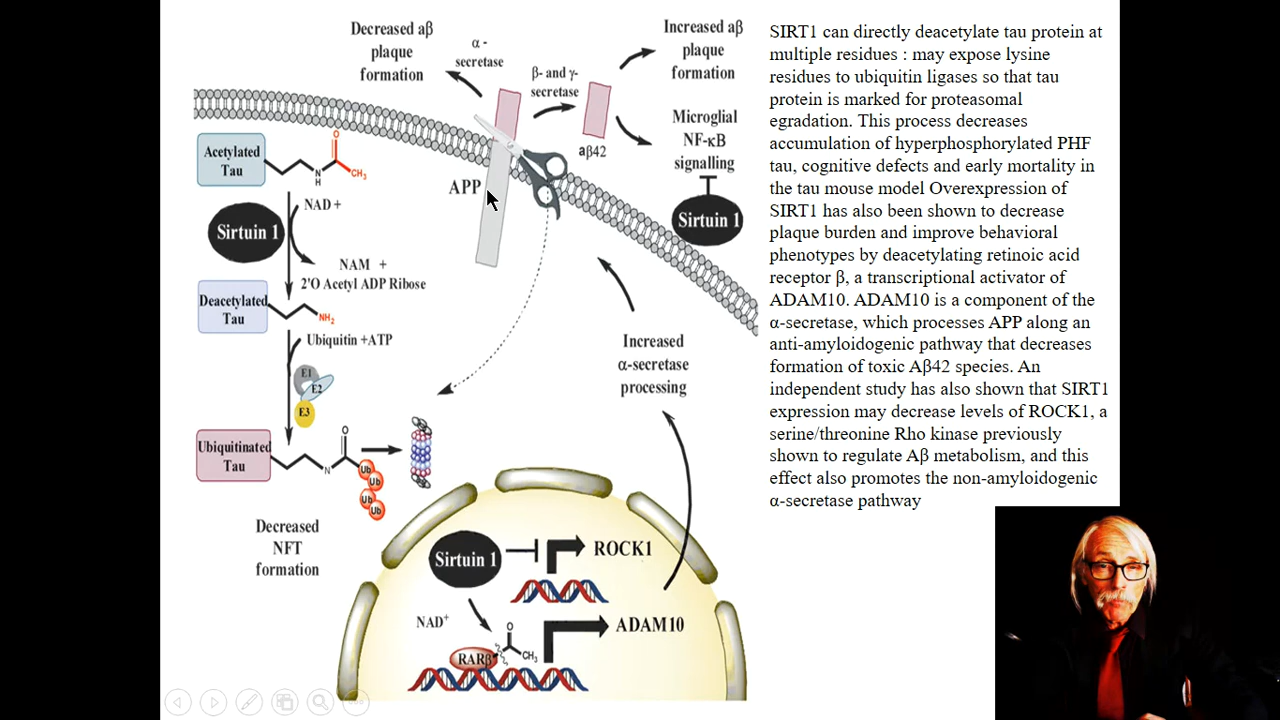 Decreased aβ
plaque
formation
α -
secretase
β- and γ-
secretase
Increased aβ
plaque
formation
Microglial
NF-κB
signalling
aβ42
Sirtuin 1
APP
Acetylated
Tau
O
N
H
CH3
NAD+
Sirtuin 1
NAM +
2'O Acetyl ADP Ribose
Deacetylated
Tau
NH2
Ubiquitin +ATP
E1
E2
E3
Ubiquitinated
Tau
O
N
Ub
Ub
Ub
Ub
Decreased
NFT
formation
Increased
α-secretase
processing
Sirtuin 1
ROCK1
NAD+
O
CH3
RARβ
ADAM10
SIRT1 can directly deacetylate tau protein at
multiple residues : may expose lysine
residues to ubiquitin ligases so that tau
protein is marked for proteasomal
egradation. This process decreases
accumulation of hyperphosphorylated PHF
tau, cognitive defects and early mortality in
the tau mouse model Overexpression of
SIRT1 has also been shown to decrease
plaque burden and improve behavioral
phenotypes by deacetylating retinoic acid
receptor β, a transcriptional activator of
ADAM10. ADAM10 is a component of the
α-secretase, which processes APP along an
anti-amyloidogenic pathway that decreases
formation of toxic Aβ42 species. An
independent study has also shown that SIRT1
expression may decrease levels of ROCK1, a
serine/threonine Rho kinase previously
shown to regulate Aβ metabolism, and this
effect also promotes the non-amyloidogenic
α-secretase pathway